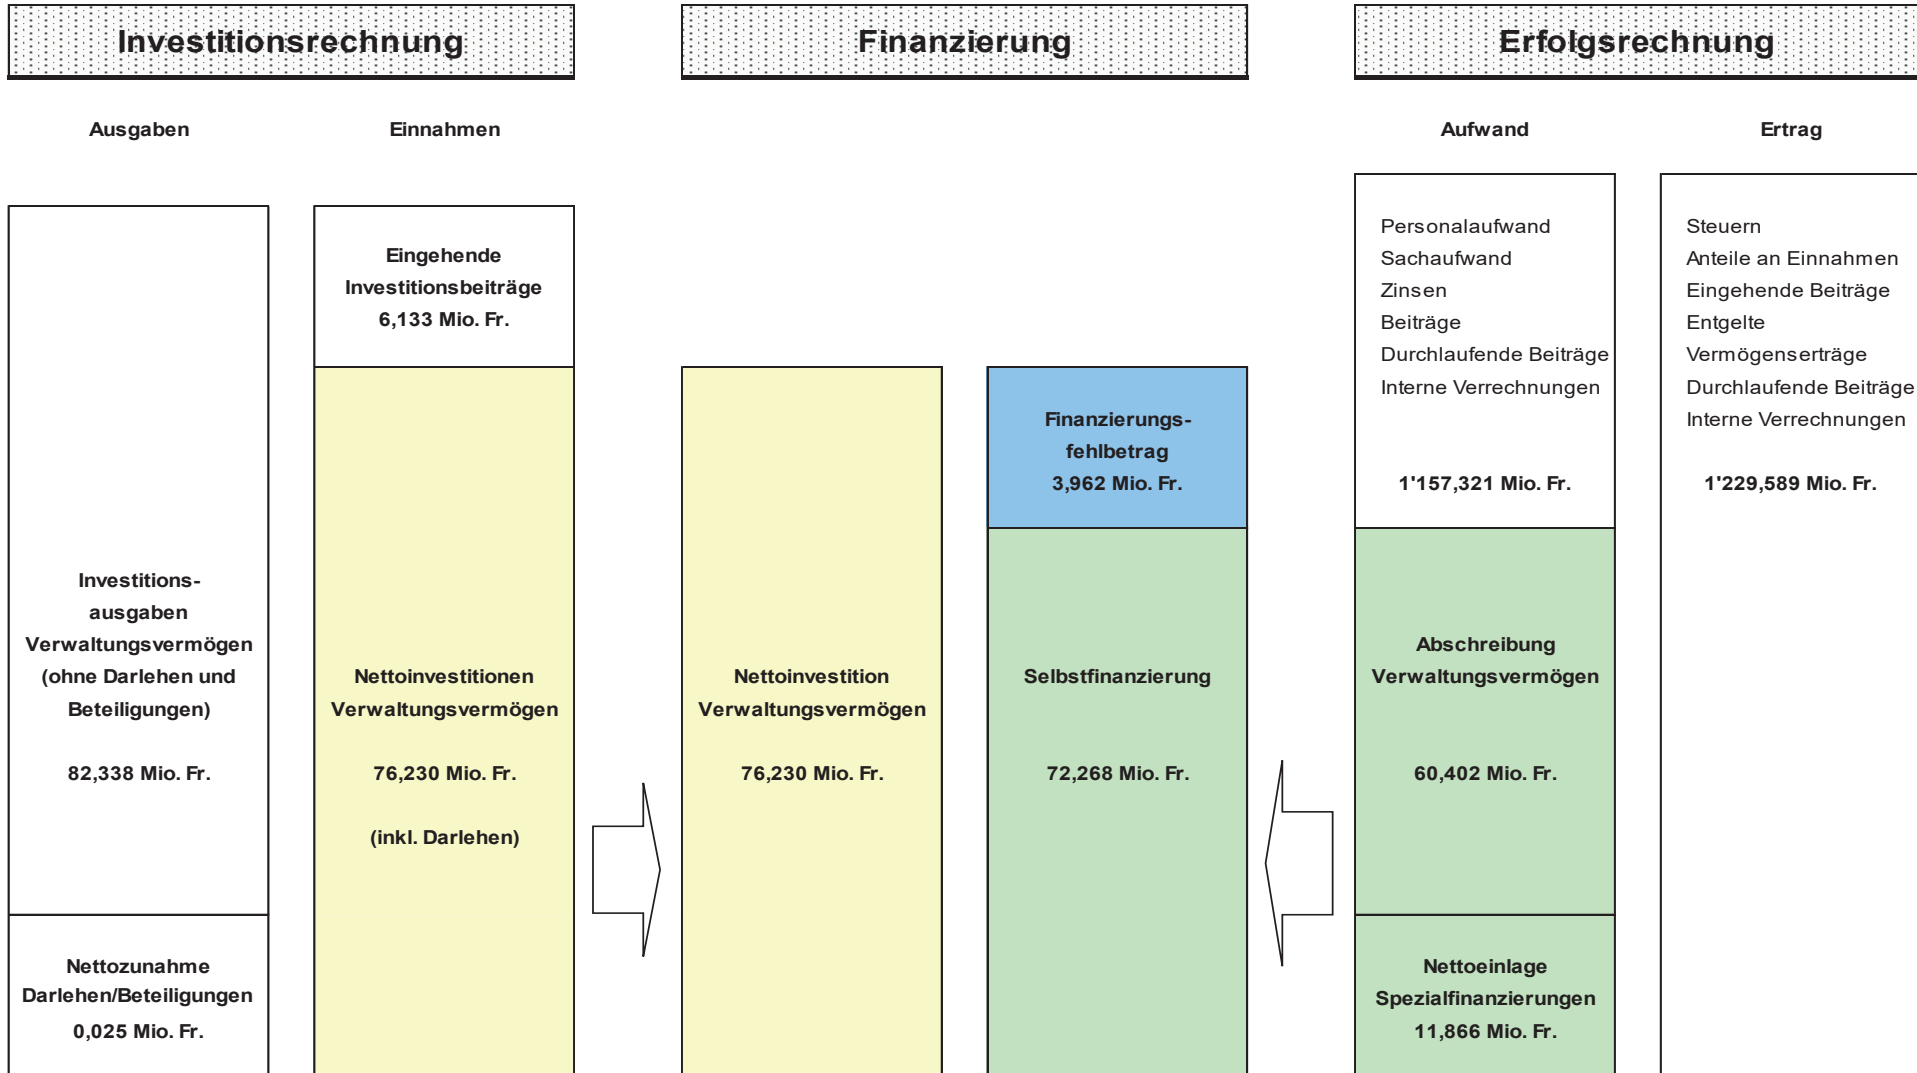 Investitionsrechnung
Finanzierung
Erfolgsrechnung
Ausgaben
Einnahmen
Aufwand
Ertrag
Investitions-
ausgaben
Verwaltungsvermögen
(ohne Darlehen und
Beteiligungen)
82,338 Mio. Fr.
Nettozunahme
Darlehen/Beteiligungen
0,025 Mio. Fr.
Eingehende
Investitionsbeiträge
6,133 Mio. Fr.
Nettoinvestitionen
Verwaltungsvermögen
76,230 Mio. Fr.
(inkl. Darlehen)
Nettoinvestition
Verwaltungsvermögen
76,230 Mio. Fr.
Finanzierungs-
fehlbetrag
3,962 Mio. Fr.
Selbstfinanzierung
72,268 Mio. Fr.
Personalaufwand
Sachaufwand
Zinsen
Beiträge
Durchlaufende Beiträge
Interne Verrechnungen
1'157,321 Mio. Fr.
Abschreibung
Verwaltungsvermögen
60,402 Mio. Fr.
Nettoeinlage
Spezialfinanzierungen
11,866 Mio. Fr.
Steuern
Anteile an Einnahmen
Eingehende Beiträge
Entgelte
Vermögenserträge
Durchlaufende Beiträge
Interne Verrechnungen
1'229,589 Mio. Fr.